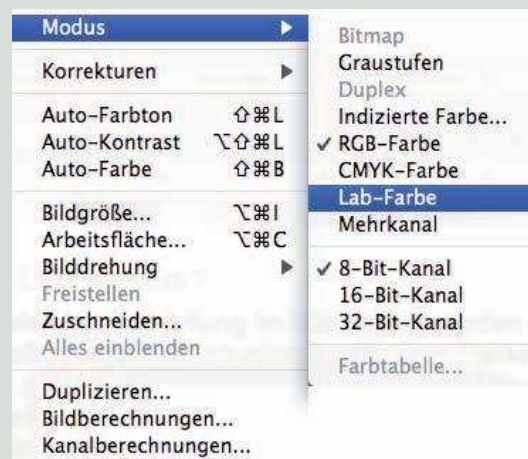 Modus ▶
Korrekturen ▶
Auto-Farbton ⇧⌘L
Auto-Kontrast ⌥⇧⌘L
Auto-Farbe ⇧⌘B
Bildgröße... ⌥⌘I
Arbeitsfläche... ⌥⌘C
Bilddrehung ▶
Freistellen
Zuschneiden...
Alles einblenden
Duplizieren...
Bildberechnungen...
Kanalberechnungen...
Bitmap
Graustufen
Duplex
Indizierte Farbe...
✓ RGB-Farbe
CMYK-Farbe
Lab-Farbe
Mehrkanal
✓ 8-Bit-Kanal
16-Bit-Kanal
32-Bit-Kanal
Farbtabelle...